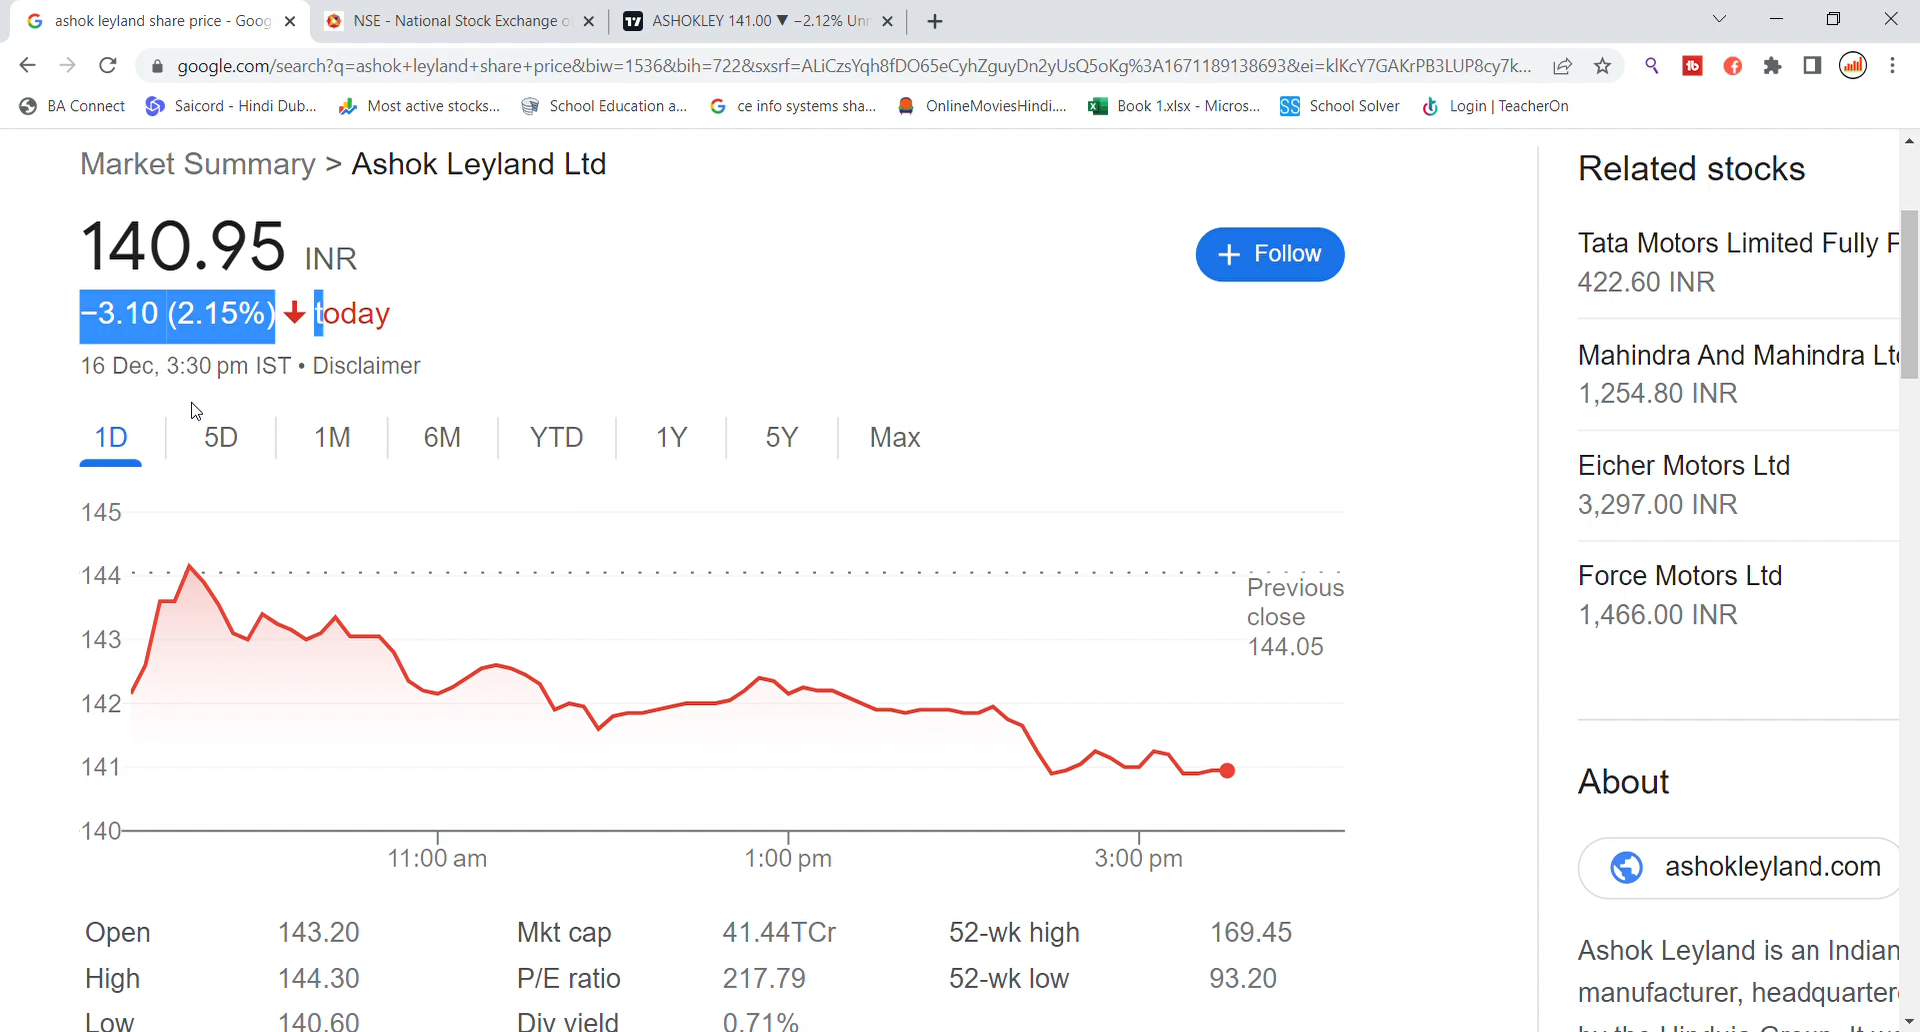 ashok leyland share price - Goog
NSE - National Stock Exchange o
ASHOKLEY 141.00 ▼ −2.12% Unn
google.com/search?q=ashok+leyland+share+price&biw=1536&bih=722&sxsrf=ALiCzsYqh8fDO65eCyhZguyDn2yUsQ5oKg%3A1671189138693&ei=klKcY7GAKrPB3LUP8cy7k...
BA Connect
Saicord - Hindi Dub...
Most active stocks...
School Education a...
ce info systems sha...
OnlineMoviesHindi....
Book 1.xlsx - Micros...
SS School Solver
Login | TeacherOn
Market Summary > Ashok Leyland Ltd
140.95 INR
−3.10 (2.15%) ↓ today
16 Dec, 3:30 pm IST • Disclaimer
+ Follow
1D 5D 1M 6M YTD 1Y 5Y Max
145
144
143
142
141
140
Previous
close
144.05
11:00 am 1:00 pm 3:00 pm
Open 143.20 Mkt cap 41.44TCr 52-wk high 169.45
High 144.30 P/E ratio 217.79 52-wk low 93.20
Low 140.60 Div yield 0.71%
Related stocks
Tata Motors Limited Fully P
422.60 INR
Mahindra And Mahindra Ltd
1,254.80 INR
Eicher Motors Ltd
3,297.00 INR
Force Motors Ltd
1,466.00 INR
About
ashokleyland.com
Ashok Leyland is an Indian
manufacturer, headquarter